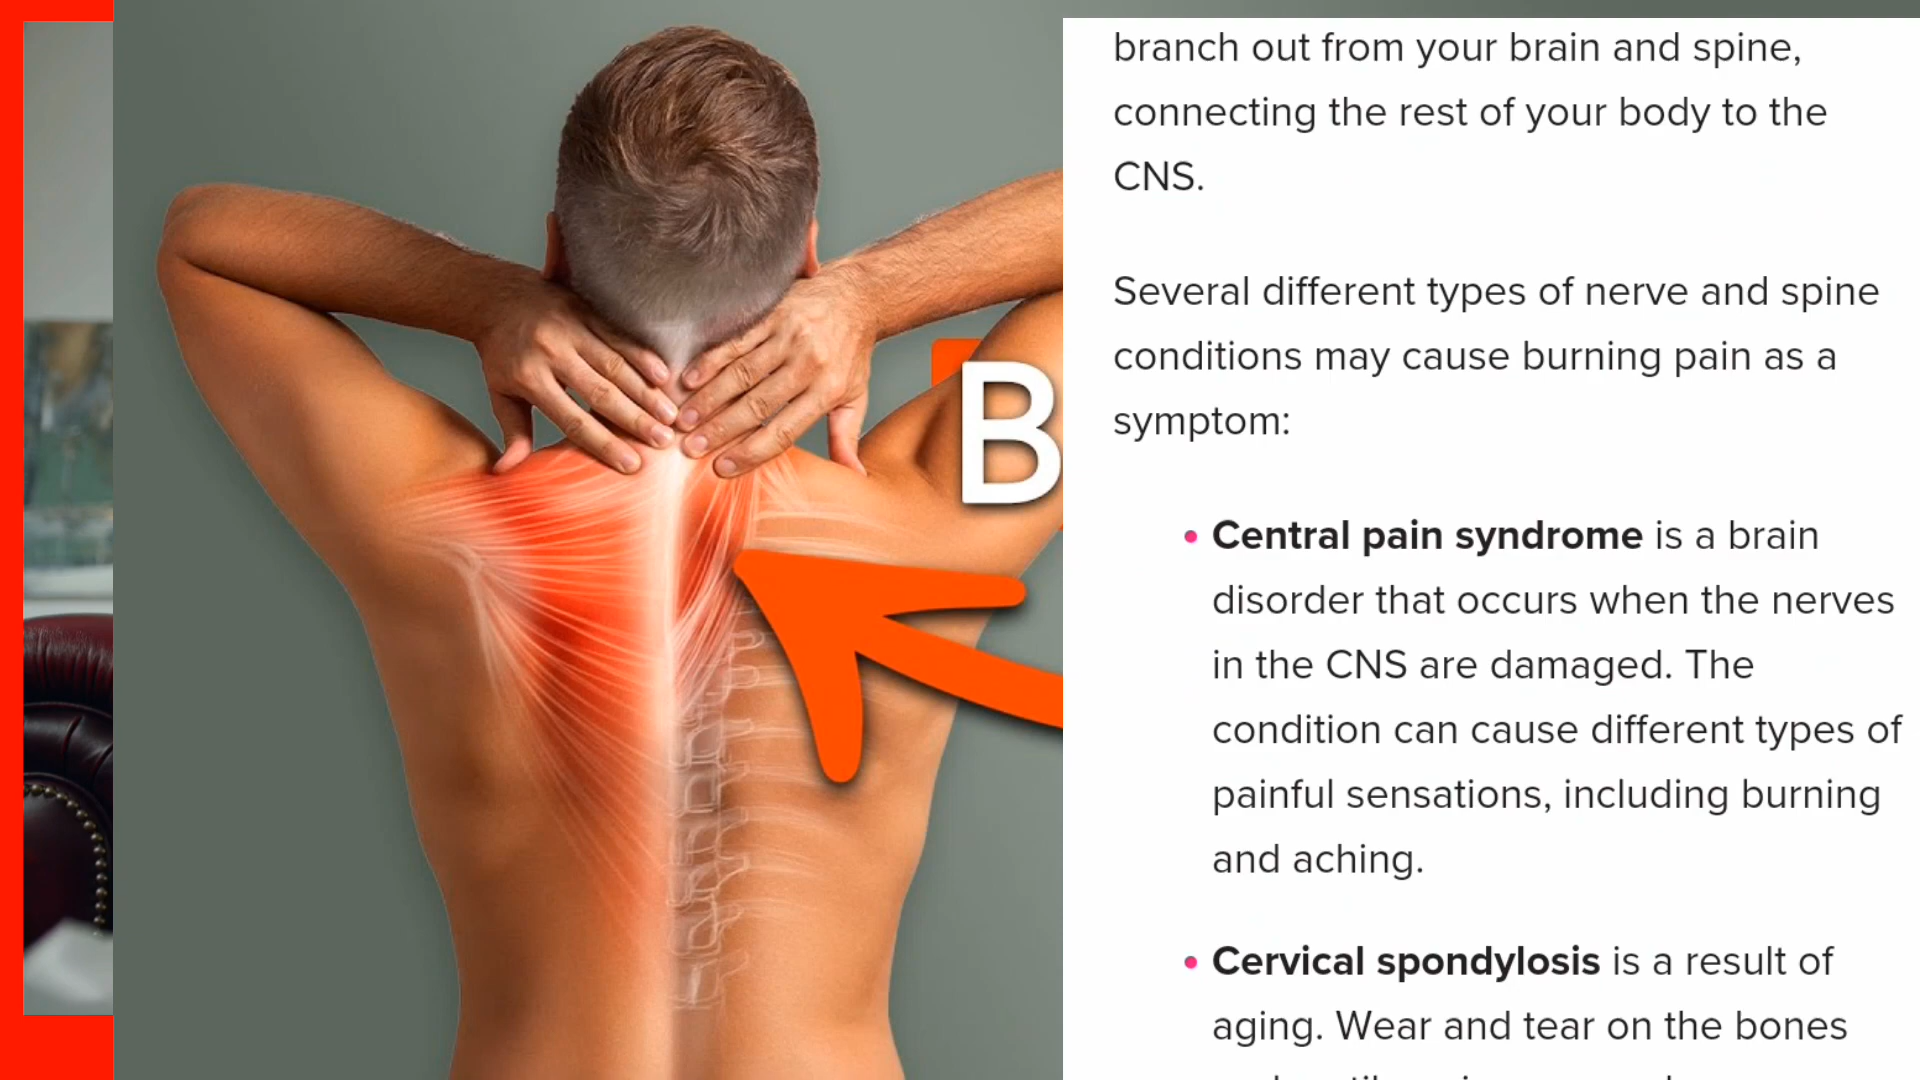 branch out from your brain and spine,
connecting the rest of your body to the
CNS.
Several different types of nerve and spine
conditions may cause burning pain as a
symptom:
B
• Central pain syndrome is a brain
disorder that occurs when the nerves
in the CNS are damaged. The
condition can cause different types of
painful sensations, including burning
and aching.
• Cervical spondylosis is a result of
aging. Wear and tear on the bones